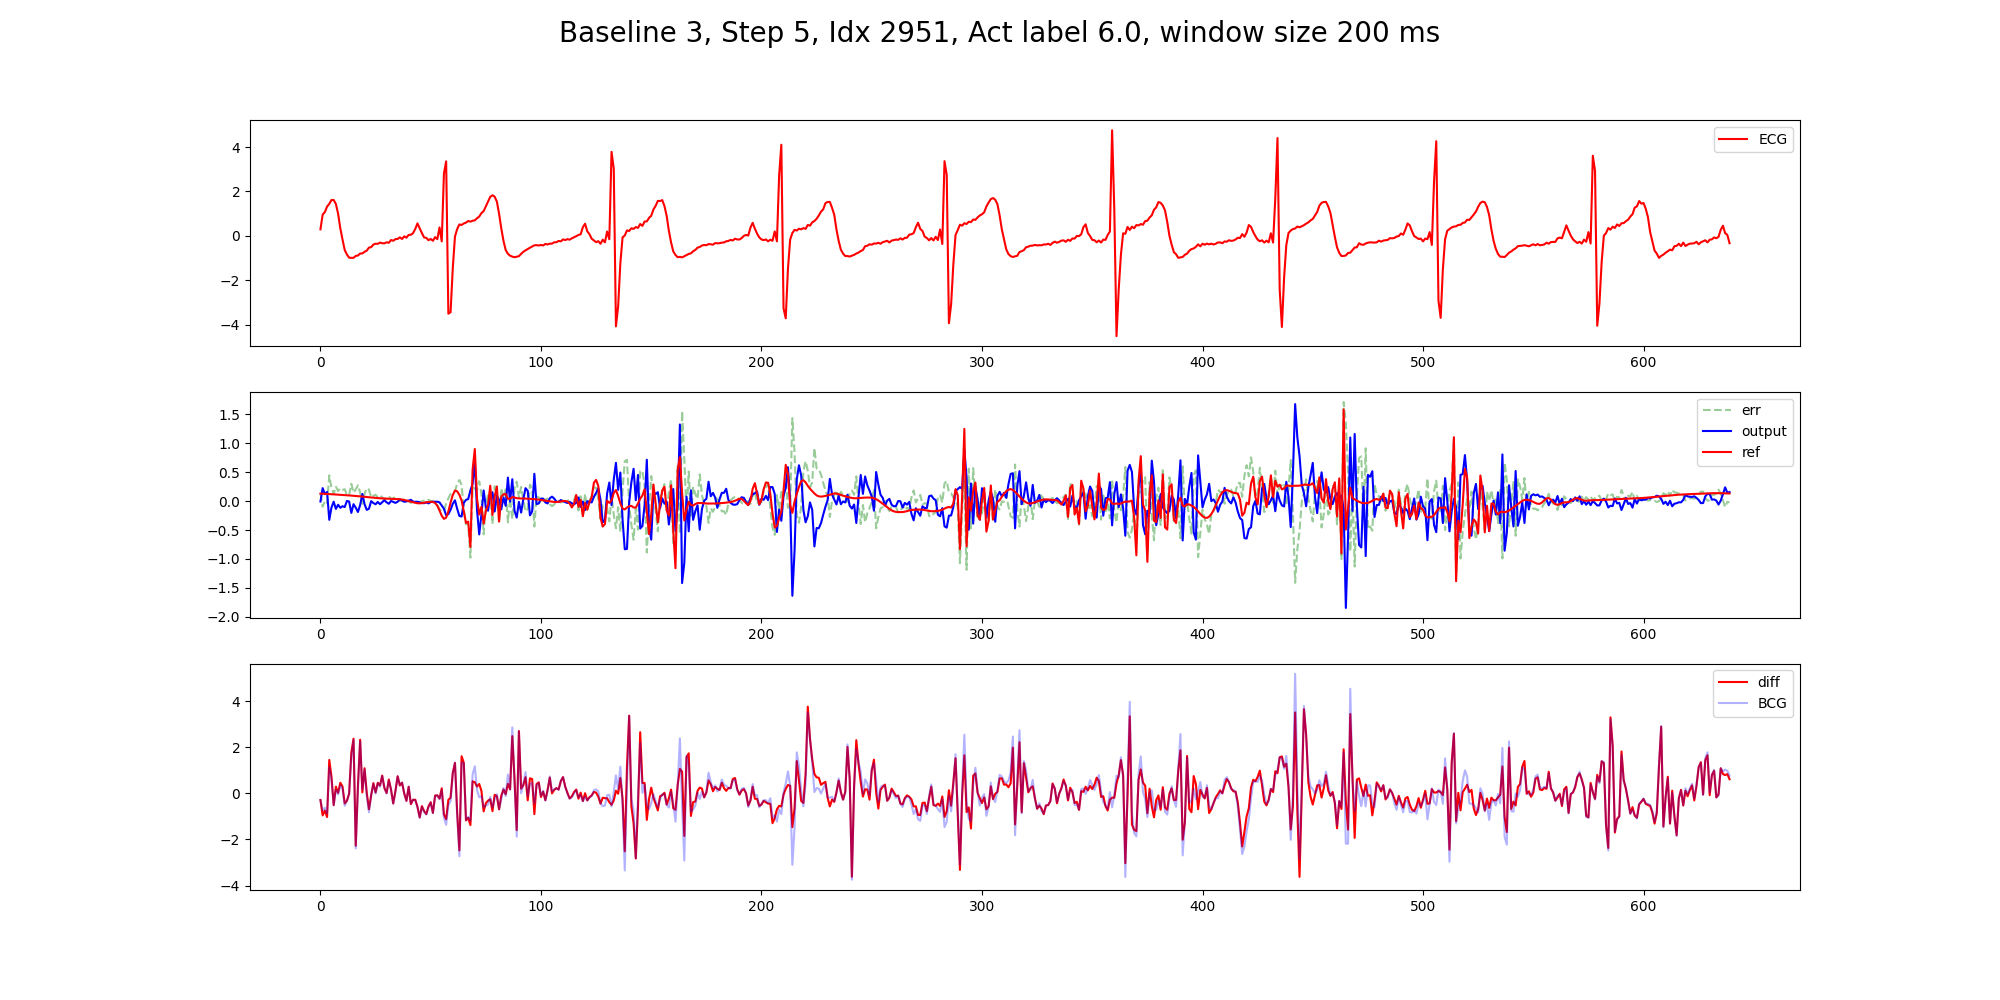 Baseline 3, Step 5, Idx 2951, Act label 6.0, window size 200 ms
ECG
4
2
0
−2
−4
0 100 200 300 400 500 600
err
output
ref
1.5
1.0
0.5
0.0
−0.5
−1.0
−1.5
−2.0
0 100 200 300 400 500 600
diff
BCG
4
2
0
−2
−4
0 100 200 300 400 500 600